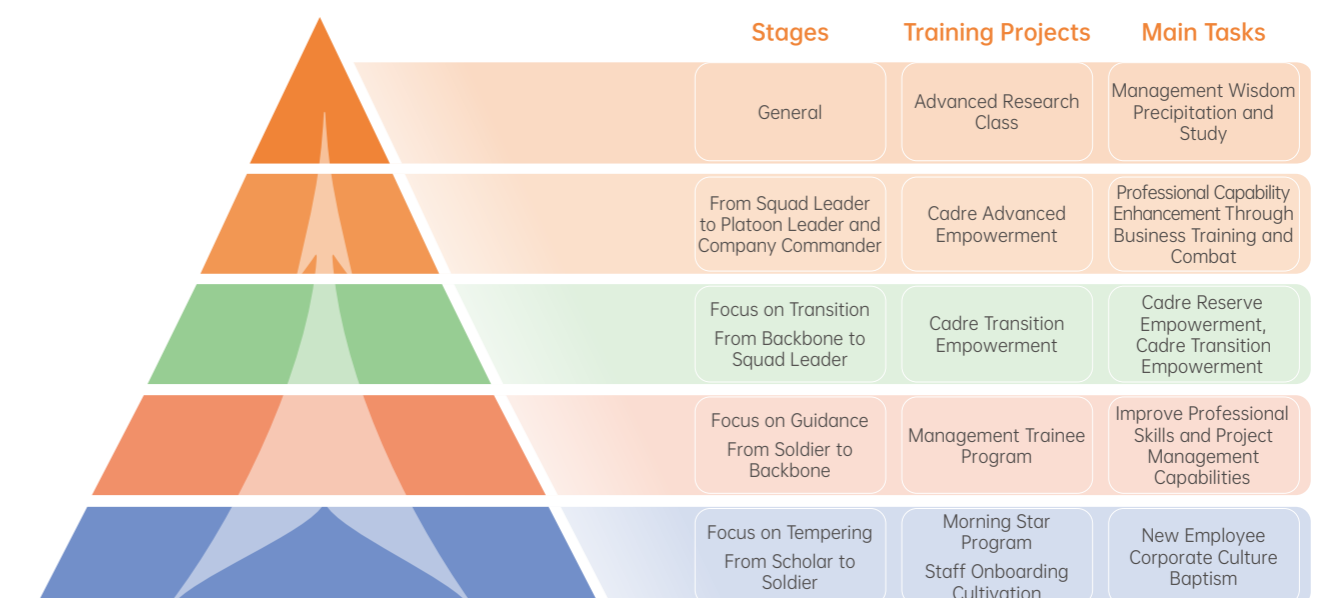 Stages Training Projects Main Tasks
General
Advanced Research
Class
Management Wisdom
Precipitation and
Study
From Squad Leader
to Platoon Leader and
Company Commander
Cadre Advanced
Empowerment
Professional Capability
Enhancement Through
Business Training and
Combat
Focus on Transition
From Backbone to
Squad Leader
Cadre Transition
Empowerment
Cadre Reserve
Empowerment,
Cadre Transition
Empowerment
Focus on Guidance
From Soldier to
Backbone
Management Trainee
Program
Improve Professional
Skills and Project
Management
Capabilities
Focus on Tempering
From Scholar to
Soldier
Morning Star
Program
Staff Onboarding
Cultivation
New Employee
Corporate Culture
Baptism